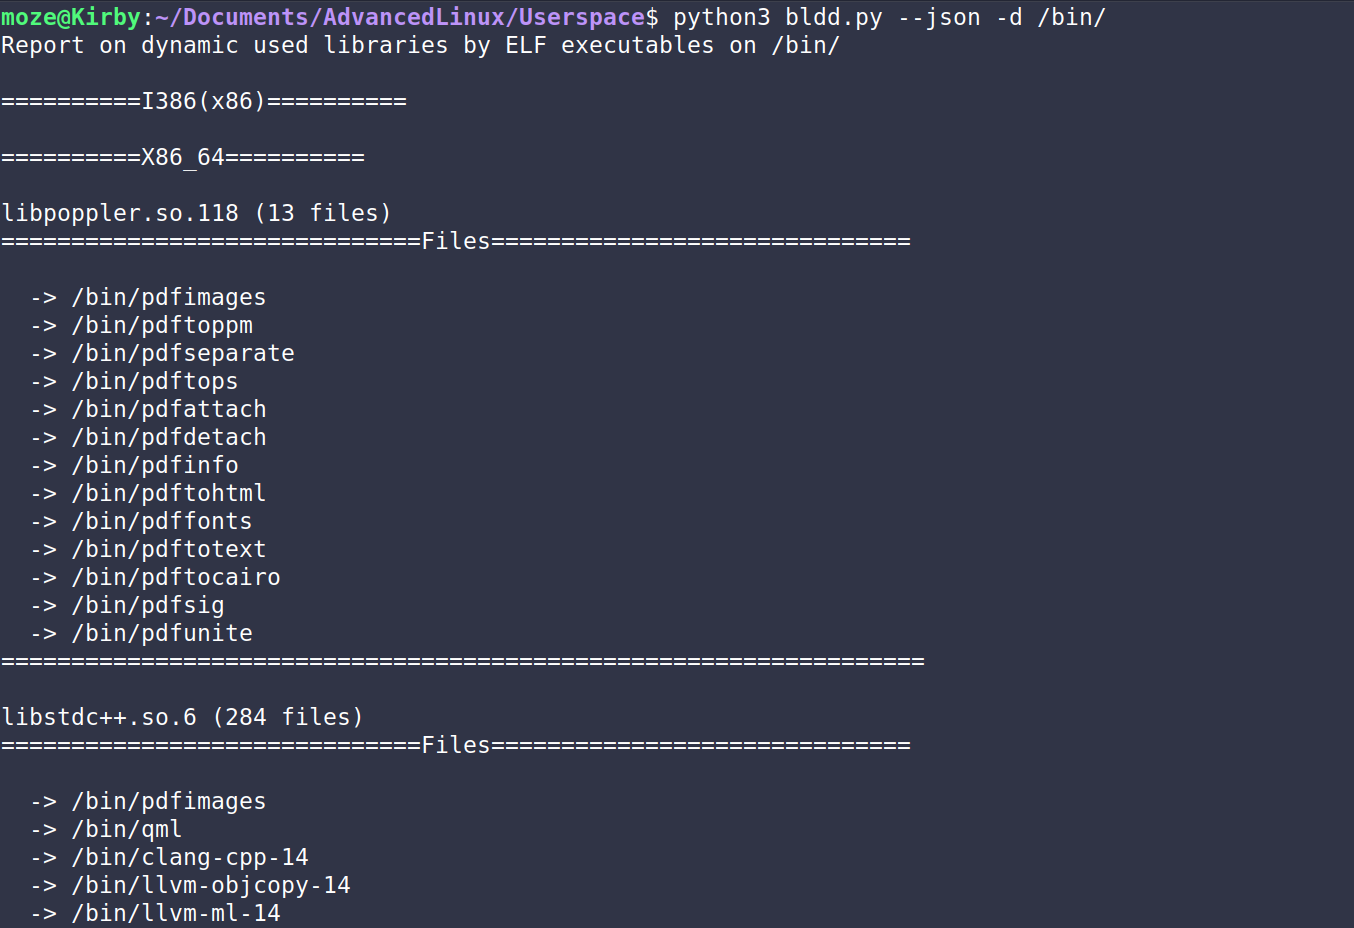 moze@Kirby:~/Documents/AdvancedLinux/Userspace$ python3 bldd.py --json -d /bin/
Report on dynamic used libraries by ELF executables on /bin/

==========I386(x86)==========

==========X86_64==========

libpoppler.so.118 (13 files)
==============================Files==============================

  -> /bin/pdfimages
  -> /bin/pdftoppm
  -> /bin/pdfseparate
  -> /bin/pdftops
  -> /bin/pdfattach
  -> /bin/pdfdetach
  -> /bin/pdfinfo
  -> /bin/pdftohtml
  -> /bin/pdffonts
  -> /bin/pdftotext
  -> /bin/pdftocairo
  -> /bin/pdfsig
  -> /bin/pdfunite
==================================================================

libstdc++.so.6 (284 files)
==============================Files==============================

  -> /bin/pdfimages
  -> /bin/qml
  -> /bin/clang-cpp-14
  -> /bin/llvm-objcopy-14
  -> /bin/llvm-ml-14